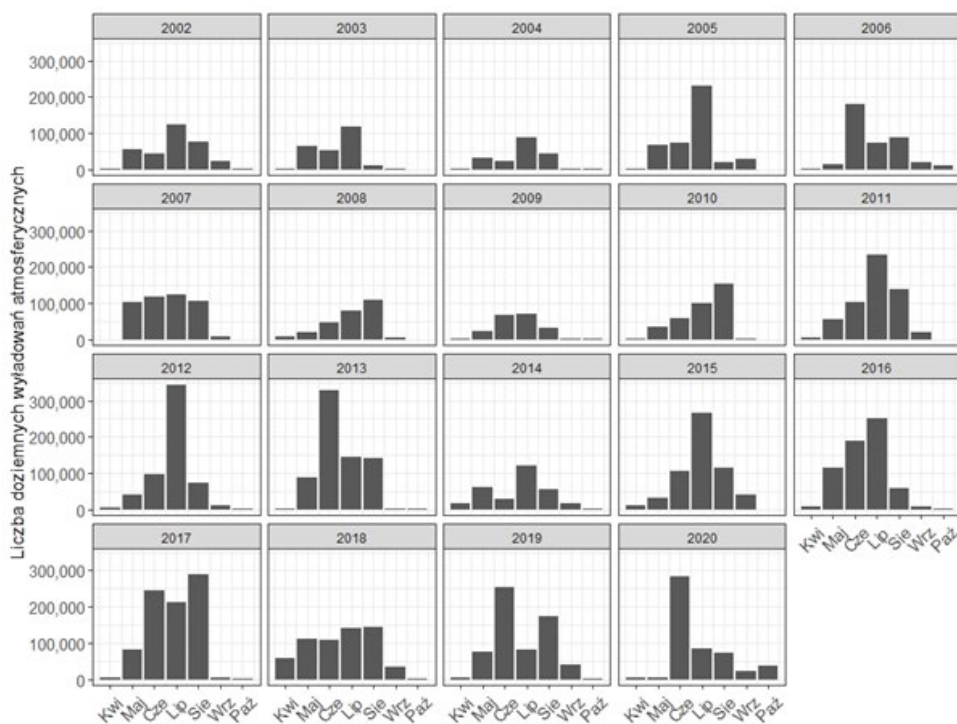 Liczba doziemnych wyładowań atmosferycznych
2002 2003 2004 2005 2006
300,000
200,000
100,000
0
2007 2008 2009 2010 2011
300,000
200,000
100,000
0
2012 2013 2014 2015 2016
300,000
200,000
100,000
0
Kwi Maj Cze Lip Sie Wrz Paź
2017 2018 2019 2020
300,000
200,000
100,000
0
Kwi Maj Cze Lip Sie Wrz Paź Kwi Maj Cze Lip Sie Wrz Paź Kwi Maj Cze Lip Sie Wrz Paź Kwi Maj Cze Lip Sie Wrz Paź